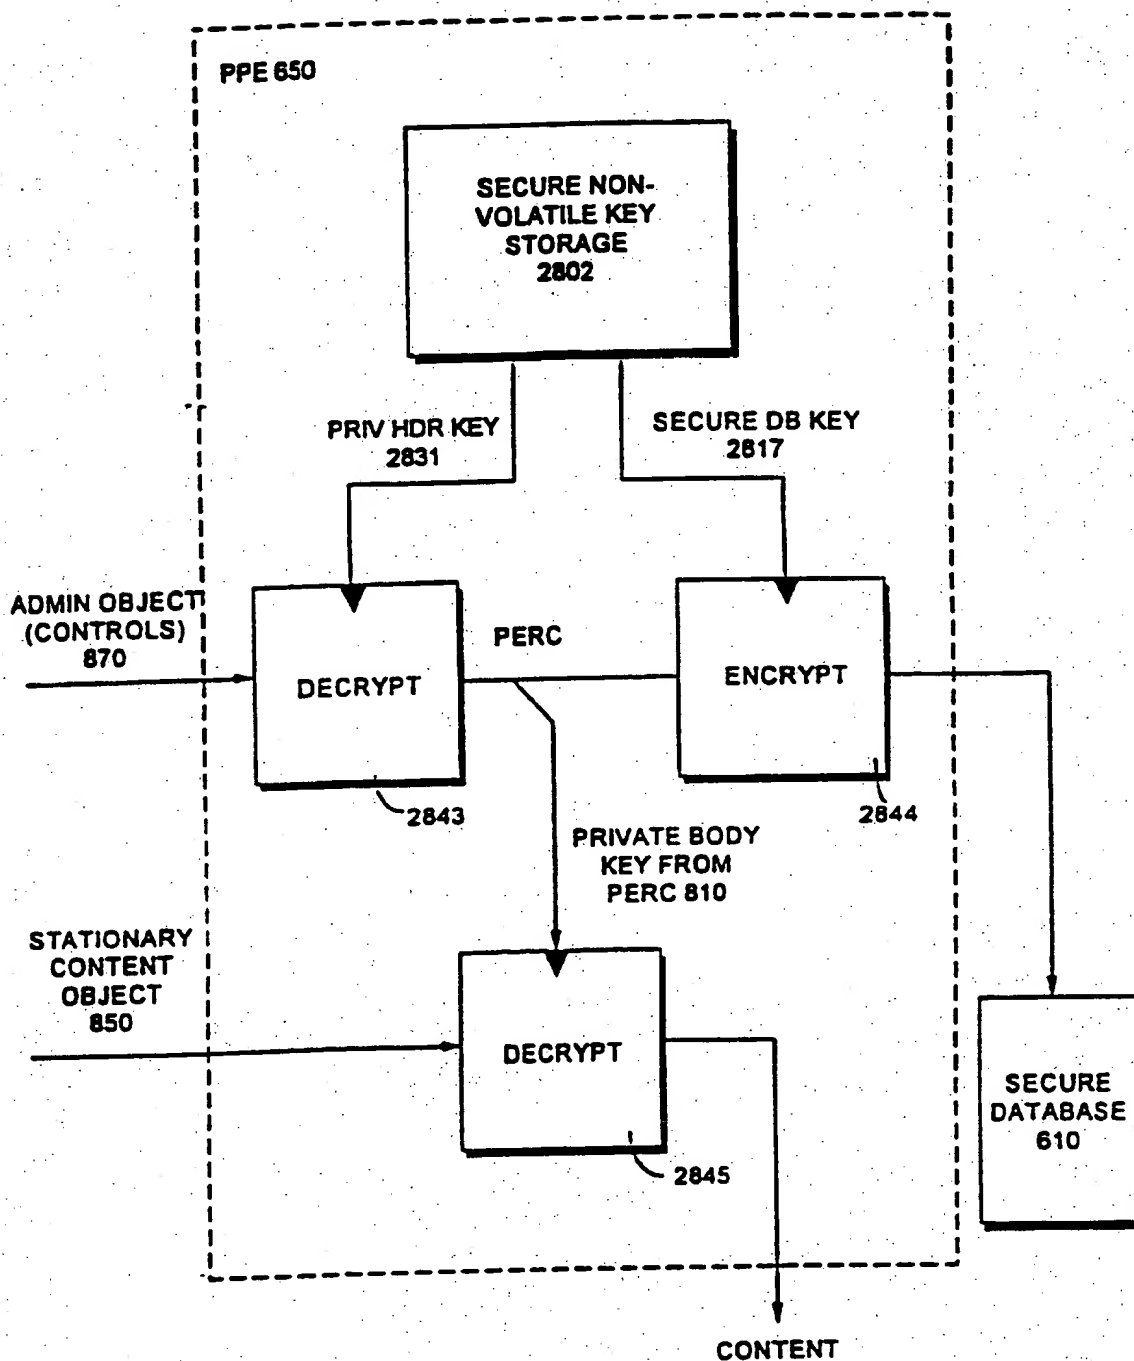 PPE 650
SECURE NON-
VOLATILE KEY
STORAGE
2802
PRIV HDR KEY
2831
SECURE DB KEY
2817
ADMIN OBJECT
(CONTROLS)
870
DECRYPT
PERC
ENCRYPT
2843
2844
PRIVATE BODY
KEY FROM
PERC 810
STATIONARY
CONTENT
OBJECT
850
DECRYPT
2845
SECURE
DATABASE
610
CONTENT